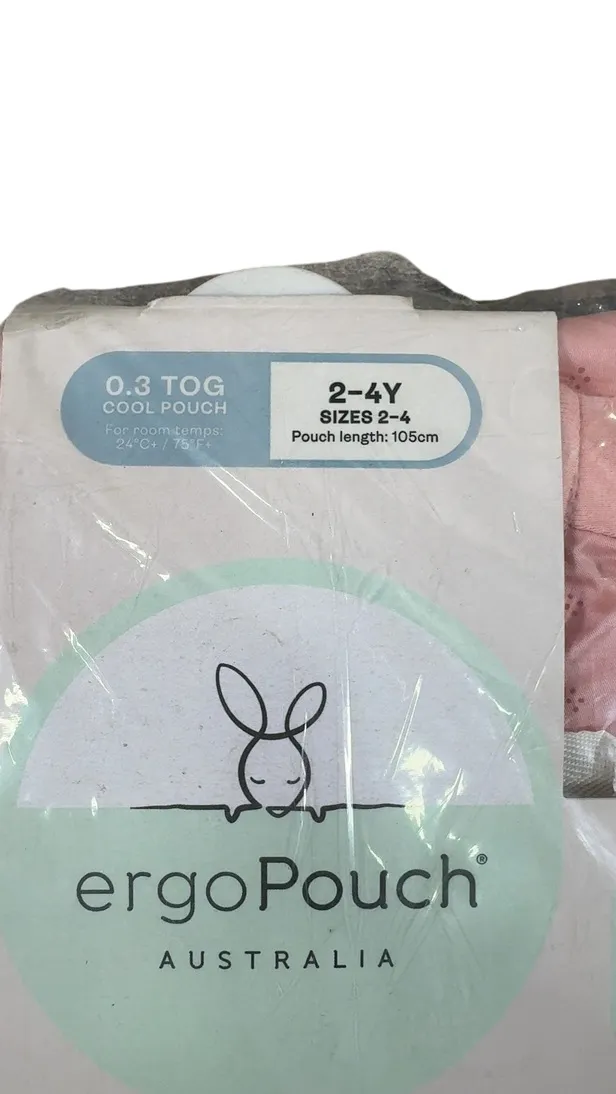 0.3 TOG
COOL POUCH
For room temps:
24°C+ / 75°F+
2-4Y
SIZES 2-4
Pouch length: 105cm
ergoPouch®
AUSTRALIA